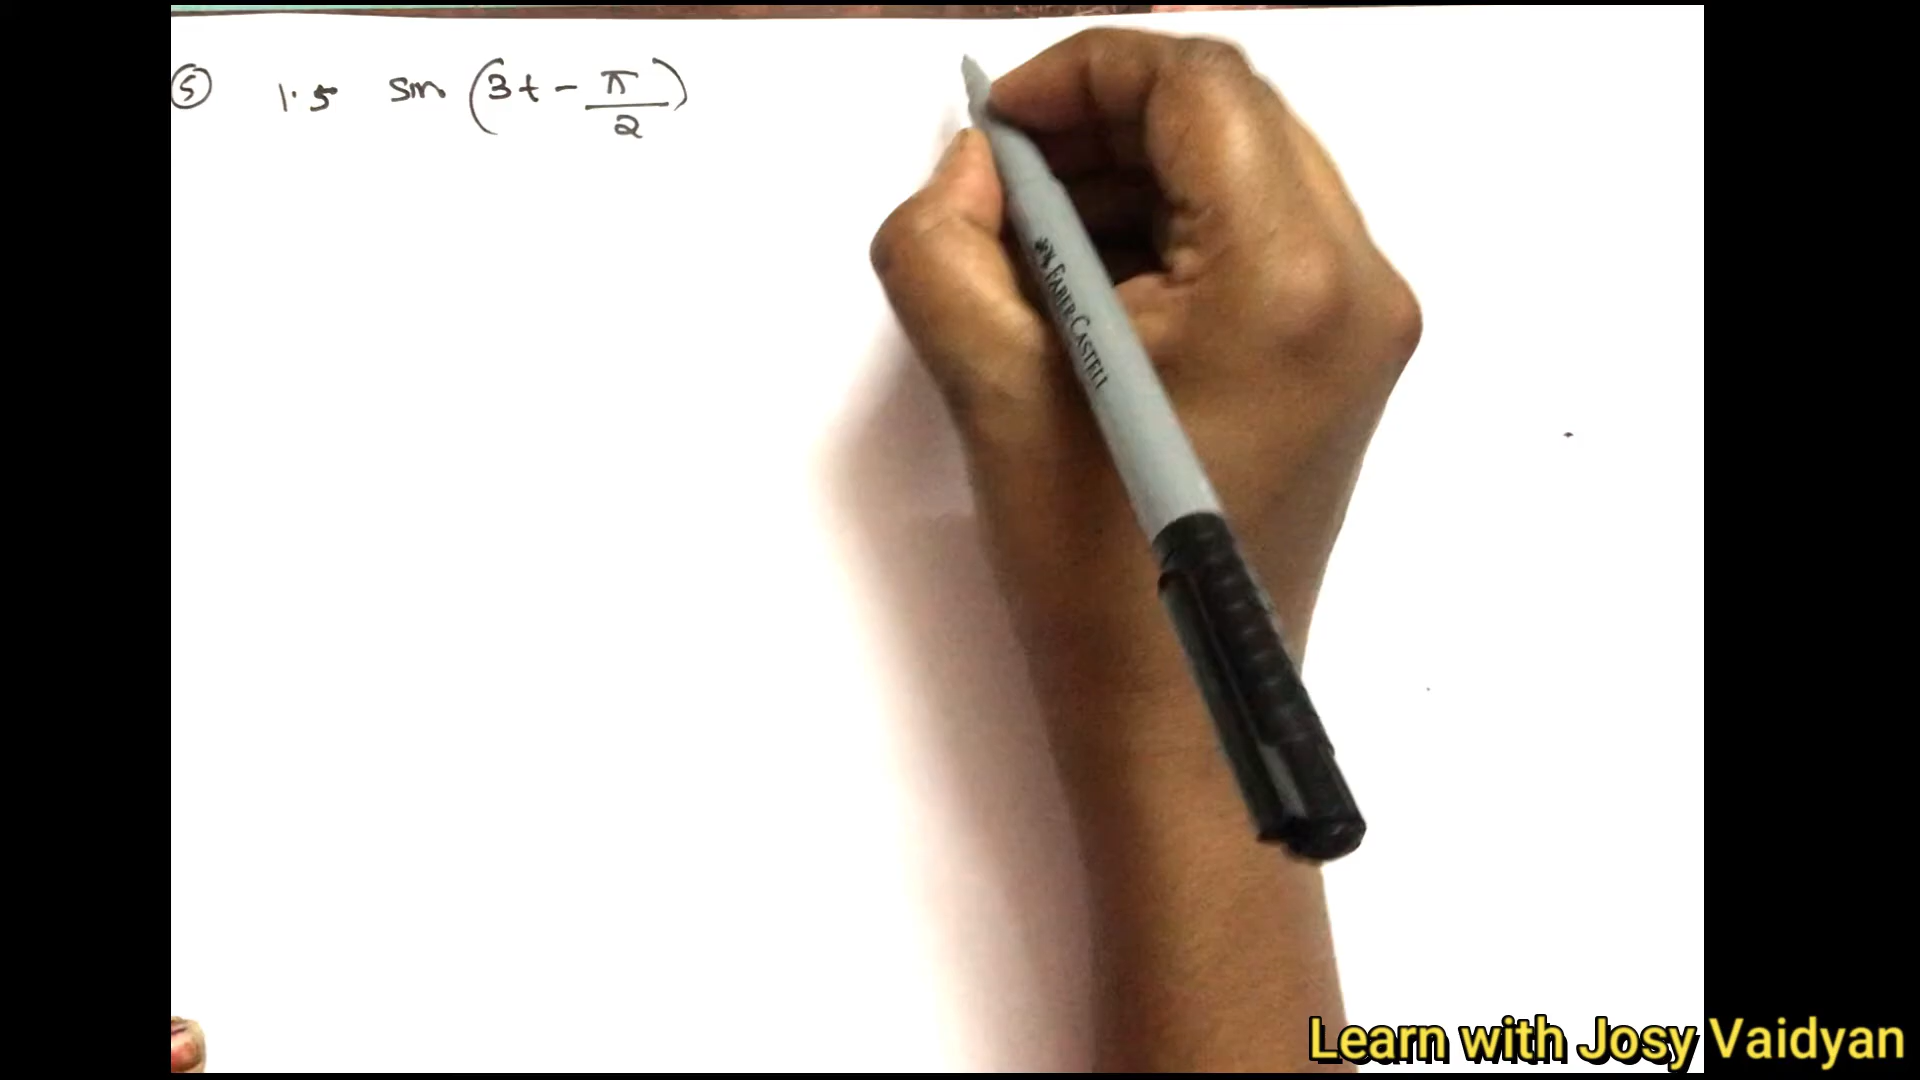 ⑤ 1.5 sin (3t - π/2)
FABER-CASTELL
Learn with Josy Vaidyan